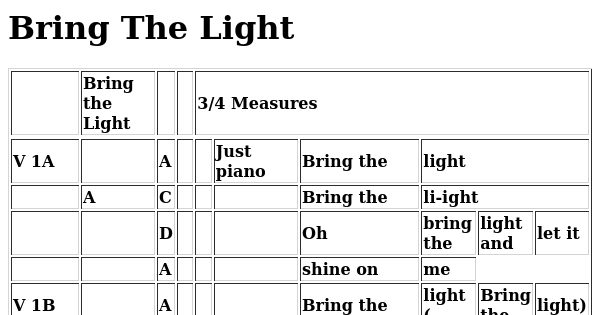 Bring The Light
Bring the Light 3/4 Measures
V 1A A Just piano Bring the light
A C Bring the li-ight
D Oh bring the light and let it
A shine on me
V 1B A Bring the light ( Bring the light)